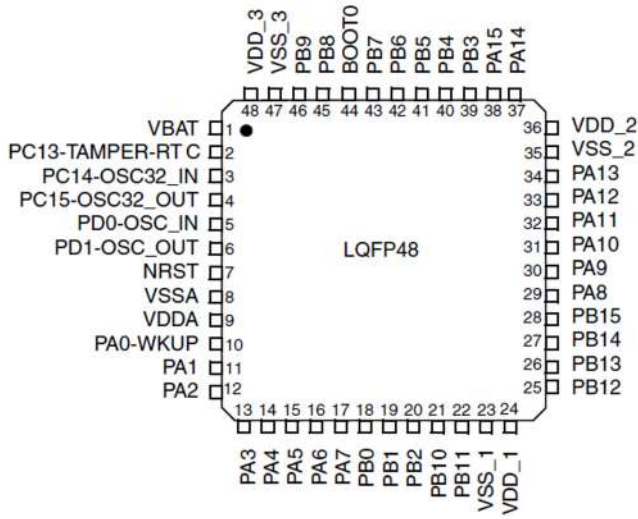 VDD_3
VSS_3
PB9
PB8
BOOT0
PB7
PB6
PB5
PB4
PB3
PA15
PA14
48 47 46 45 44 43 42 41 40 39 38 37
VBAT 1
PC13-TAMPER-RT C 2
PC14-OSC32_IN 3
PC15-OSC32_OUT 4
PD0-OSC_IN 5
PD1-OSC_OUT 6
NRST 7
VSSA 8
VDDA 9
PA0-WKUP 10
PA1 11
PA2 12
LQFP48
36 VDD_2
35 VSS_2
34 PA13
33 PA12
32 PA11
31 PA10
30 PA9
29 PA8
28 PB15
27 PB14
26 PB13
25 PB12
13 14 15 16 17 18 19 20 21 22 23 24
PA3
PA4
PA5
PA6
PA7
PB0
PB1
PB2
PB10
PB11
VSS_1
VDD_1